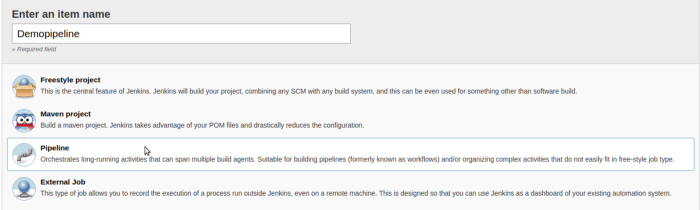 Enter an item name
Demopipeline
» Required field
Freestyle project
This is the central feature of Jenkins. Jenkins will build your project, combining any SCM with any build system, and this can be even used for something other than software build.
Maven project
Build a maven project. Jenkins takes advantage of your POM files and drastically reduces the configuration.
Pipeline
Orchestrates long-running activities that can span multiple build agents. Suitable for building pipelines (formerly known as workflows) and/or organizing complex activities that do not easily fit in free-style job type.
External Job
This type of job allows you to record the execution of a process run outside Jenkins, even on a remote machine. This is designed so that you can use Jenkins as a dashboard of your existing automation system.